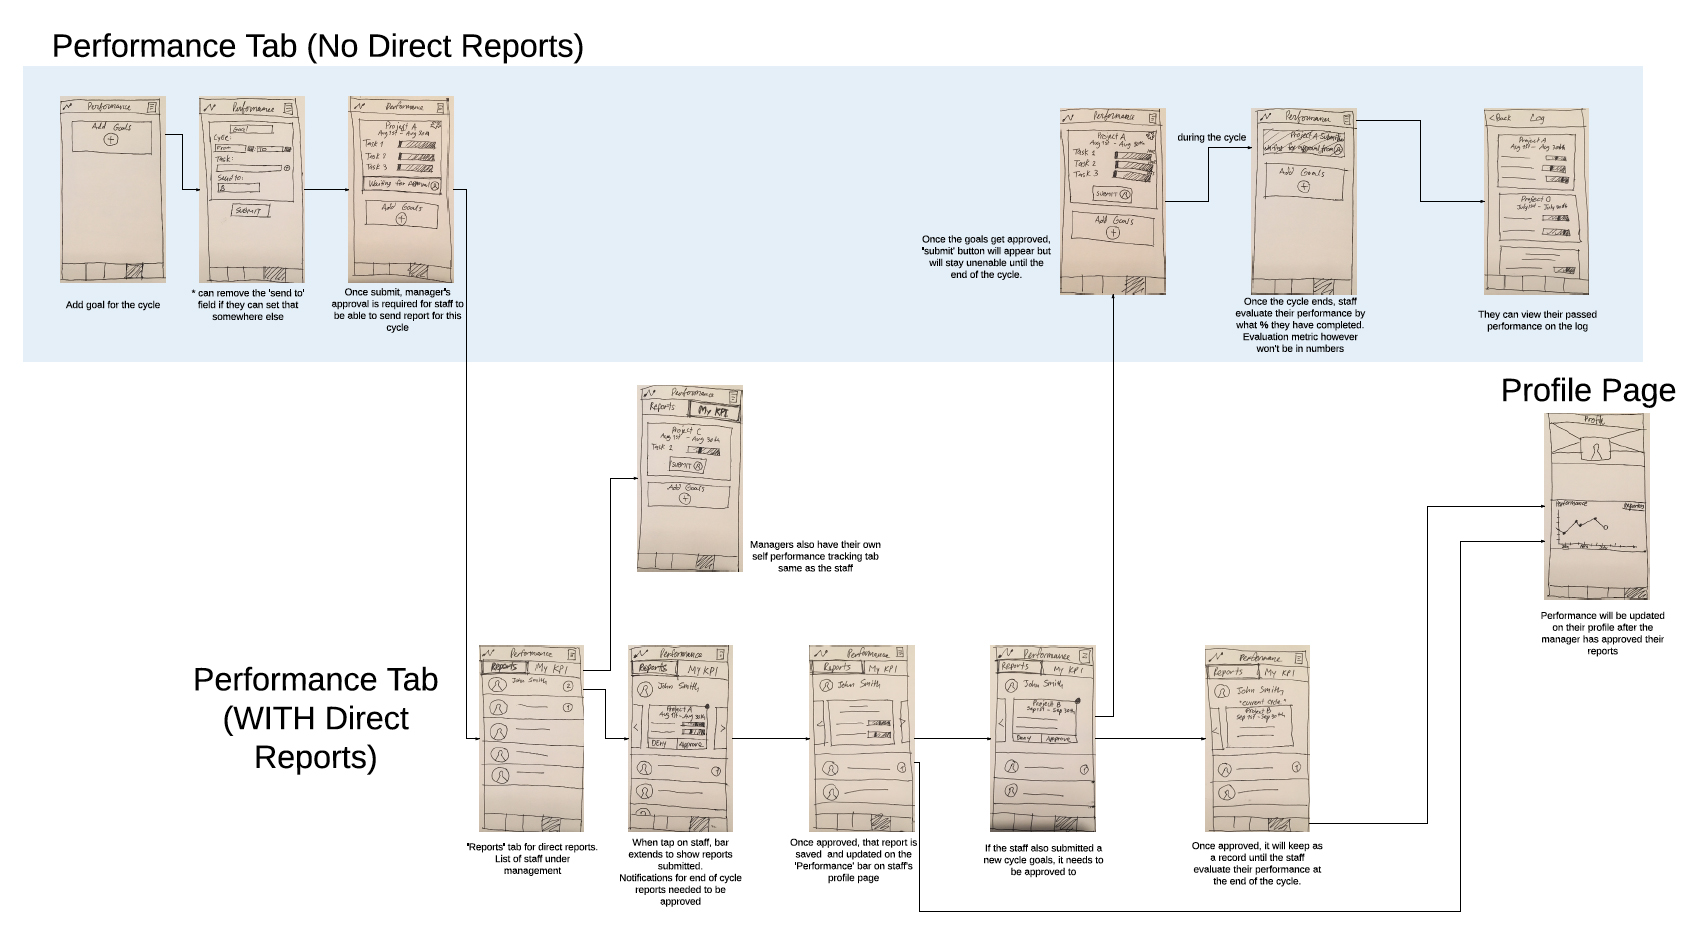 Performance Tab (No Direct Reports)
Performance
Add Goals
Add goal for the cycle
Performance
Goal
Cycle:
From
To
Task:
Send to:
SUBMIT
* can remove the 'send to'
field if they can set that
somewhere else
Performance
Project A
Aug 1st - Aug 30th
Task 1
Task 2
Task 3
Waiting for Approval
Add Goals
Once submit, manager's
approval is required for staff to
be able to send report for this
cycle
Once the goals get approved,
'submit' button will appear but
will stay unenable until the
end of the cycle.
Performance
Project A
Aug 1st - Aug 30th
Task 1
Task 2
Task 3
SUBMIT
Add Goals
during the cycle
Performance
Project A Submitted
waiting for approval from
Add Goals
Once the cycle ends, staff
evaluate their performance by
what % they have completed.
Evaluation metric however
won't be in numbers
<Back Log
Project A
Aug 1st - Aug 30th
Project O
July 1st - July 30th
They can view their passed
performance on the log
Performance
Reports My KPI
Project C
Aug 1st - Aug 30th
Task 1
SUBMIT
Add Goals
Managers also have their own
self performance tracking tab
same as the staff
Profile Page
Profile
Performance
Performance will be updated
on their profile after the
manager has approved their
reports
Performance Tab
(WITH Direct
Reports)
Performance
Reports My KPI
John Smith 2
1
'Reports' tab for direct reports.
List of staff under
management
Performance
Reports My KPI
John Smith
Project A
Aug 1st - Aug 30th
Deny Approve
1
When tap on staff, bar
extends to show reports
submitted.
Notifications for end of cycle
reports needed to be
approved
Performance
Reports My KPI
John Smith
1
Once approved, that report is
saved and updated on the
'Performance' bar on staff's
profile page
Performance
Reports My KPI
John Smith
Project B
Sep 1st - Sep 30th
Deny Approve
1
If the staff also submitted a
new cycle goals, it needs to
be approved to
Performance
Reports My KPI
John Smith
"current cycle"
Project B
Sep 1st - Sep 30th
1
Once approved, it will keep as
a record until the staff
evaluate their performance at
the end of the cycle.